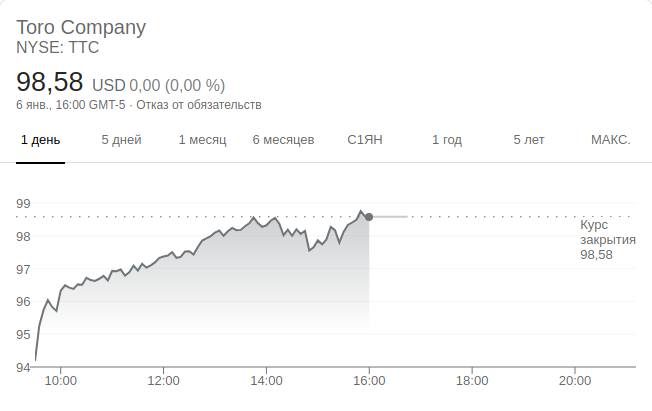 Toro Company
NYSE: TTC
98,58 USD 0,00 (0,00 %)
6 янв., 16:00 GMT-5 · Отказ от обязательств
1 день 5 дней 1 месяц 6 месяцев С1ЯН 1 год 5 лет МАКС.
99
Курс
98
закрытия
98,58
97
96
95
94
10:00 12:00 14:00 16:00 18:00 20:00